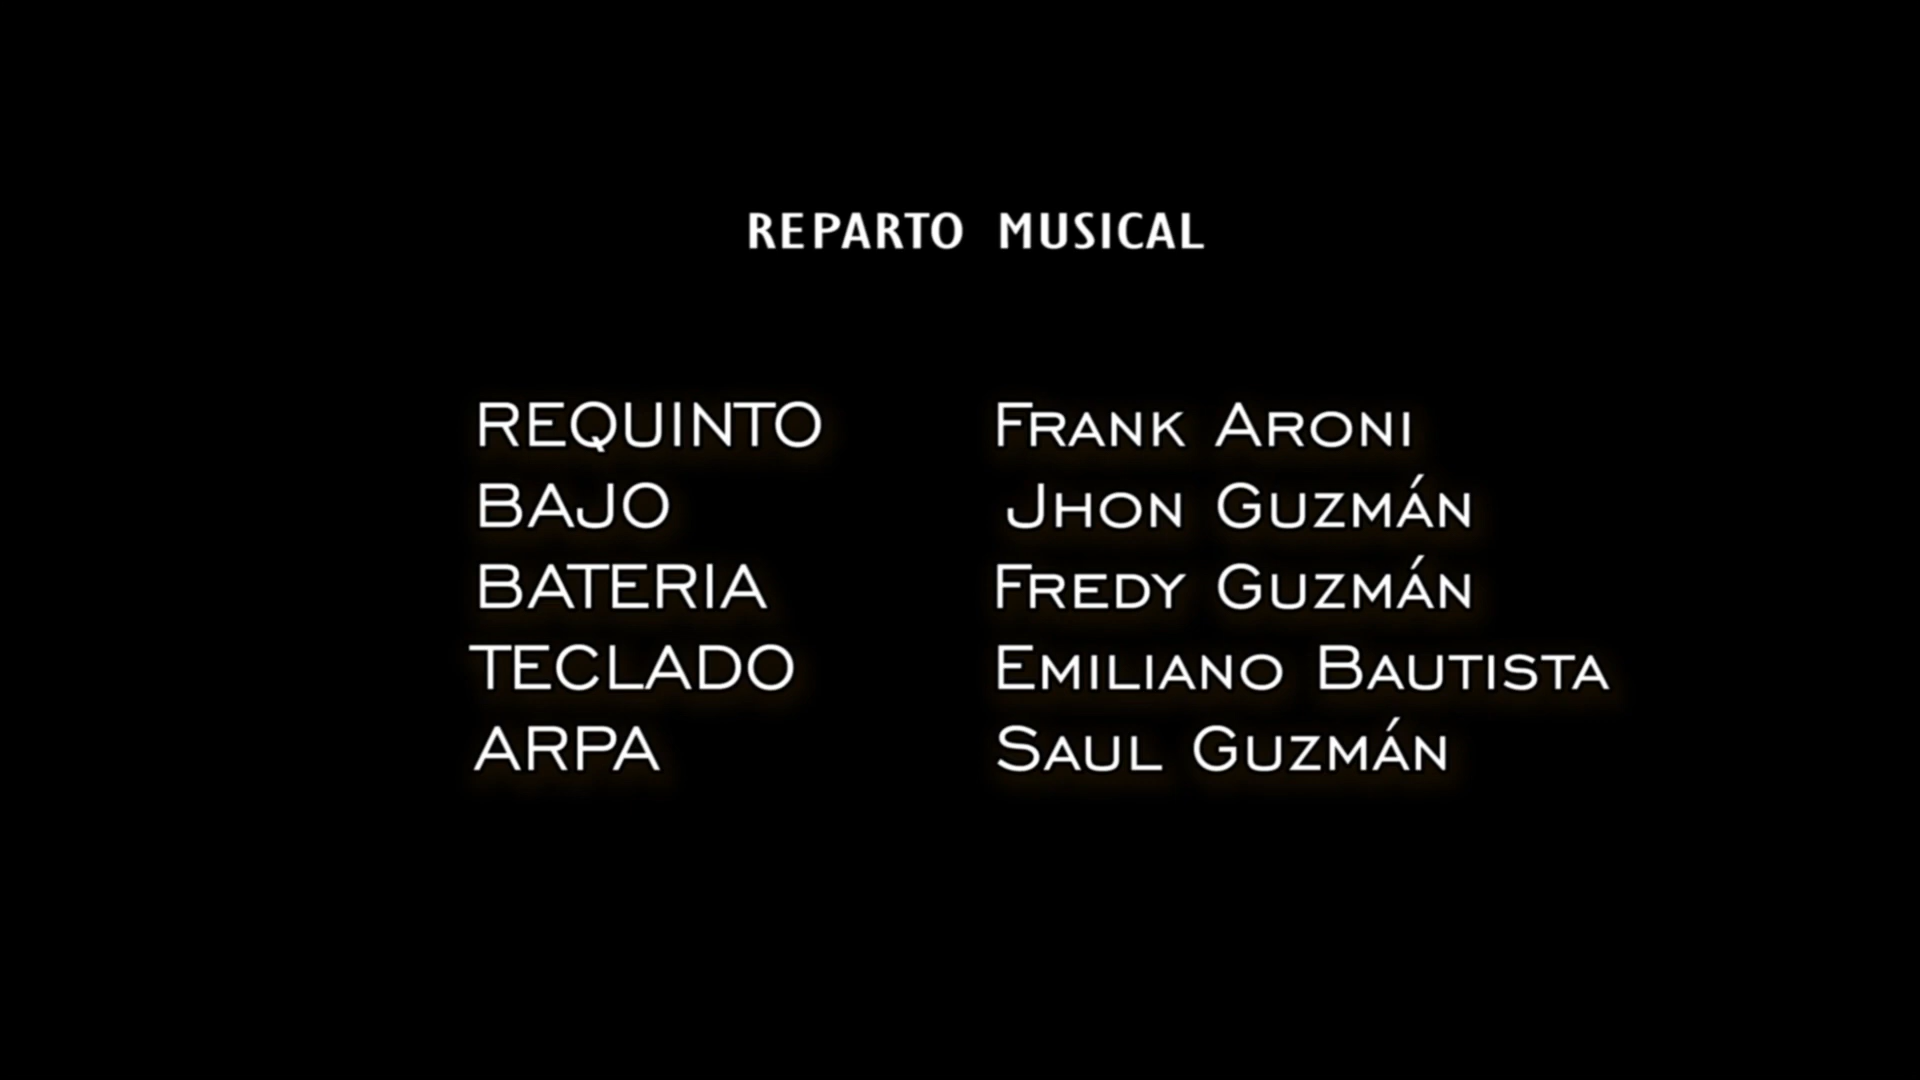 REPARTO MUSICAL
REQUINTO Frank Aroni
BAJO Jhon Guzmán
BATERIA Fredy Guzmán
TECLADO Emiliano Bautista
ARPA Saul Guzmán